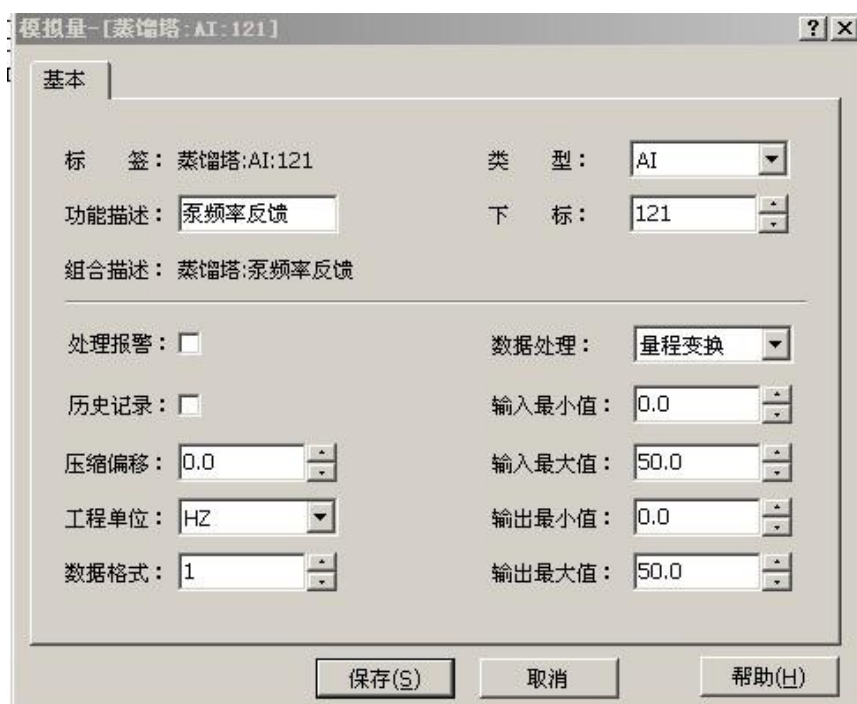 模拟量-[蒸馏塔:AI:121]
基本
标 签： 蒸馏塔:AI:121 类 型： AI
功能描述： 泵频率反馈 下 标： 121
组合描述： 蒸馏塔:泵频率反馈
处理报警： 数据处理： 量程变换
历史记录： 输入最小值： 0.0
压缩偏移： 0.0 输入最大值： 50.0
工程单位： HZ 输出最小值： 0.0
数据格式： 1 输出最大值： 50.0
保存(S) 取消 帮助(H)